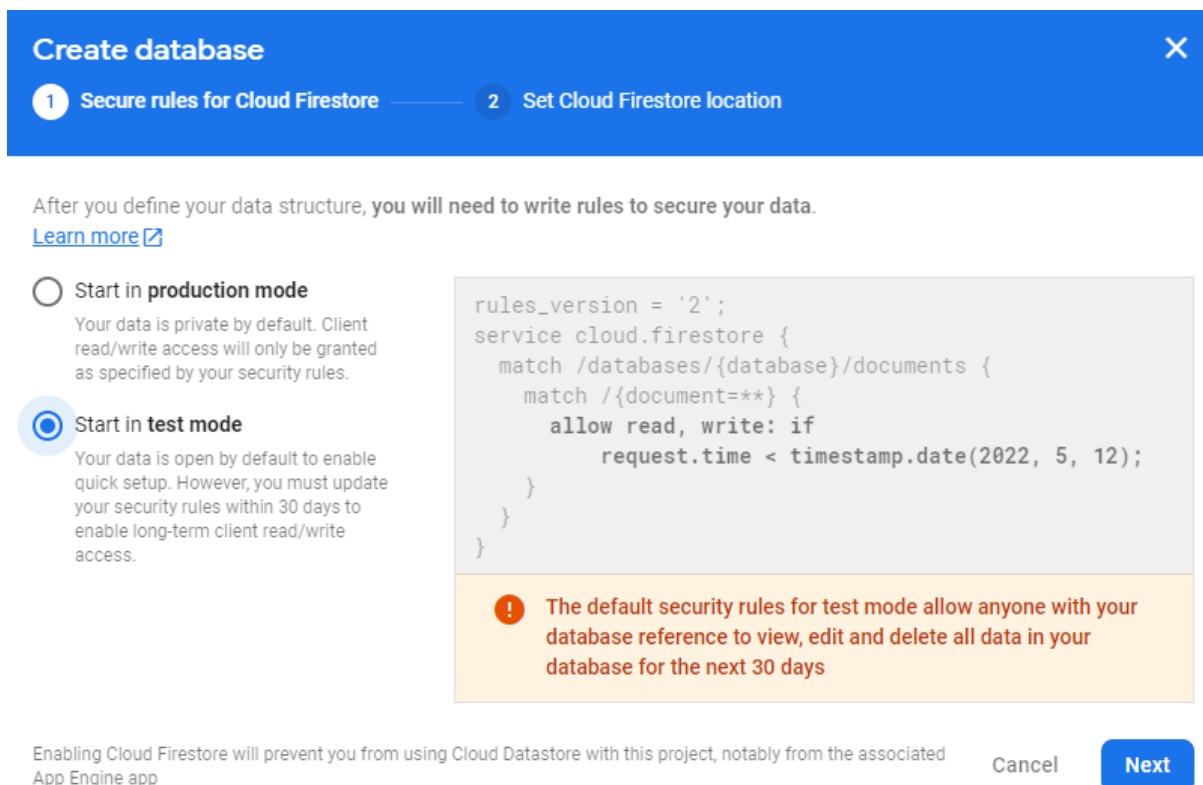 Create database
1 Secure rules for Cloud Firestore 2 Set Cloud Firestore location
After you define your data structure, you will need to write rules to secure your data.
Learn more
Start in production mode
Your data is private by default. Client
read/write access will only be granted
as specified by your security rules.
Start in test mode
Your data is open by default to enable
quick setup. However, you must update
your security rules within 30 days to
enable long-term client read/write
access.
rules_version = '2';
service cloud.firestore {
  match /databases/{database}/documents {
    match /{document=**} {
      allow read, write: if
          request.time < timestamp.date(2022, 5, 12);
    }
  }
}
The default security rules for test mode allow anyone with your
database reference to view, edit and delete all data in your
database for the next 30 days
Enabling Cloud Firestore will prevent you from using Cloud Datastore with this project, notably from the associated
App Engine app
Cancel Next